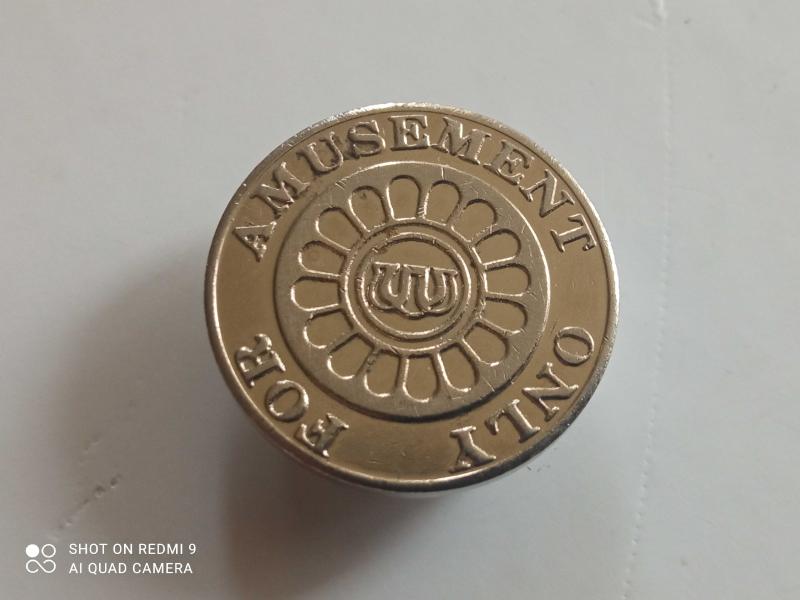 FOR AMUSEMENT ONLY
SHOT ON REDMI 9
AI QUAD CAMERA